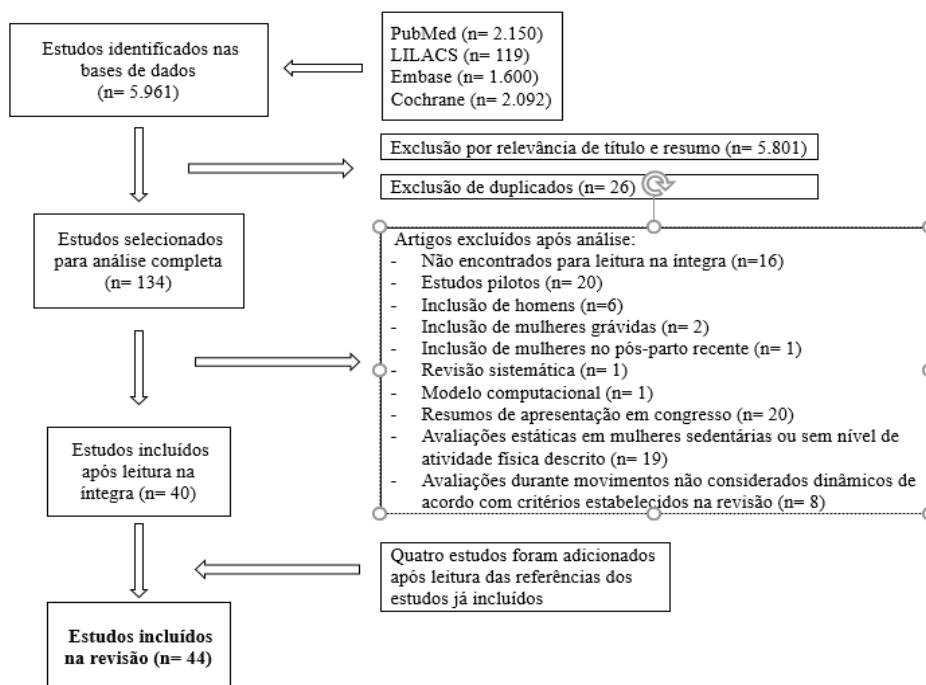 Estudos identificados nas
bases de dados
(n= 5.961)
PubMed (n= 2.150)
LILACS (n= 119)
Embase (n= 1.600)
Cochrane (n= 2.092)
Exclusão por relevância de título e resumo (n= 5.801)
Exclusão de duplicados (n= 26)
Estudos selecionados
para análise completa
(n= 134)
Artigos excluídos após análise:
- Não encontrados para leitura na íntegra (n=16)
- Estudos pilotos (n= 20)
- Inclusão de homens (n=6)
- Inclusão de mulheres grávidas (n= 2)
- Inclusão de mulheres no pós-parto recente (n= 1)
- Revisão sistemática (n= 1)
- Modelo computacional (n= 1)
- Resumos de apresentação em congresso (n= 20)
- Avaliações estáticas em mulheres sedentárias ou sem nível de
atividade física descrito (n= 19)
- Avaliações durante movimentos não considerados dinâmicos de
acordo com critérios estabelecidos na revisão (n= 8)
Estudos incluídos
após leitura na
íntegra (n= 40)
Quatro estudos foram adicionados
após leitura das referências dos
estudos já incluídos
Estudos incluídos
na revisão (n= 44)